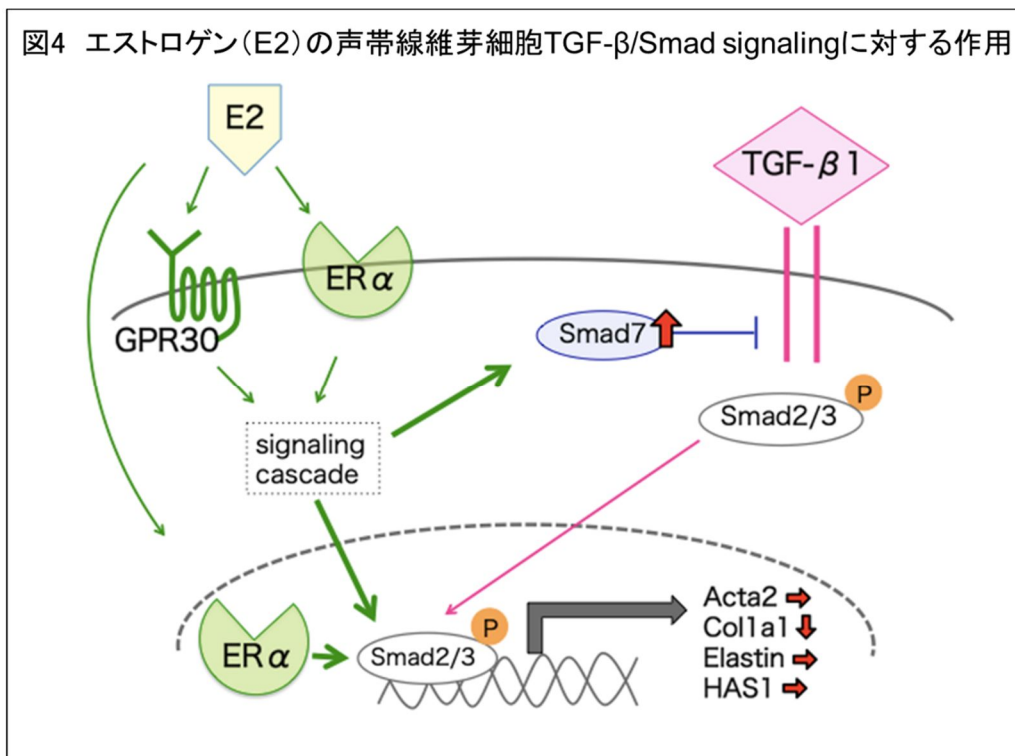 図4 エストロゲン(E2)の声帯線維芽細胞TGF-β/Smad signalingに対する作用
E2
TGF-β1
ERα
GPR30
Smad7
P
Smad2/3
signaling
cascade
Acta2
Col1a1
Elastin
HAS1
P
ERα
Smad2/3